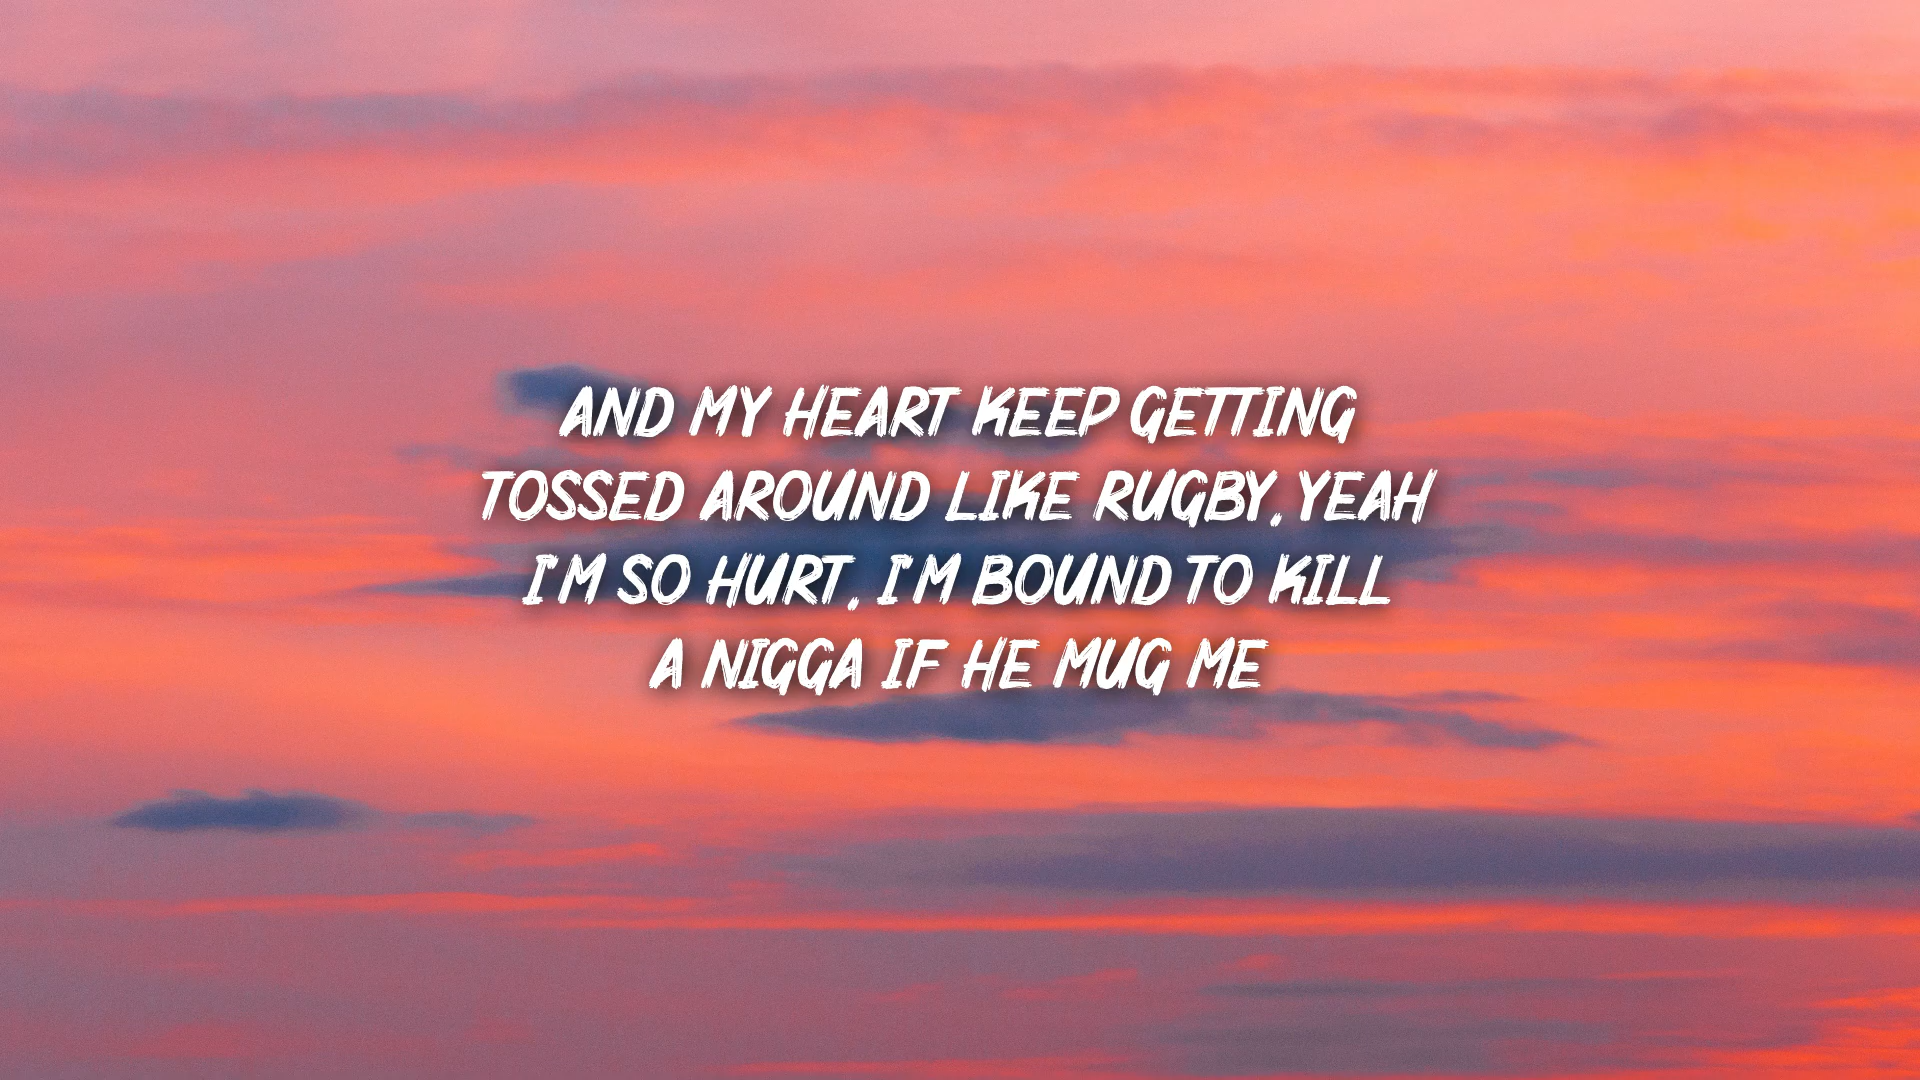 AND MY HEART KEEP GETTING
TOSSED AROUND LIKE RUGBY, YEAH
I'M SO HURT, I'M BOUND TO KILL
A NIGGA IF HE MUG ME